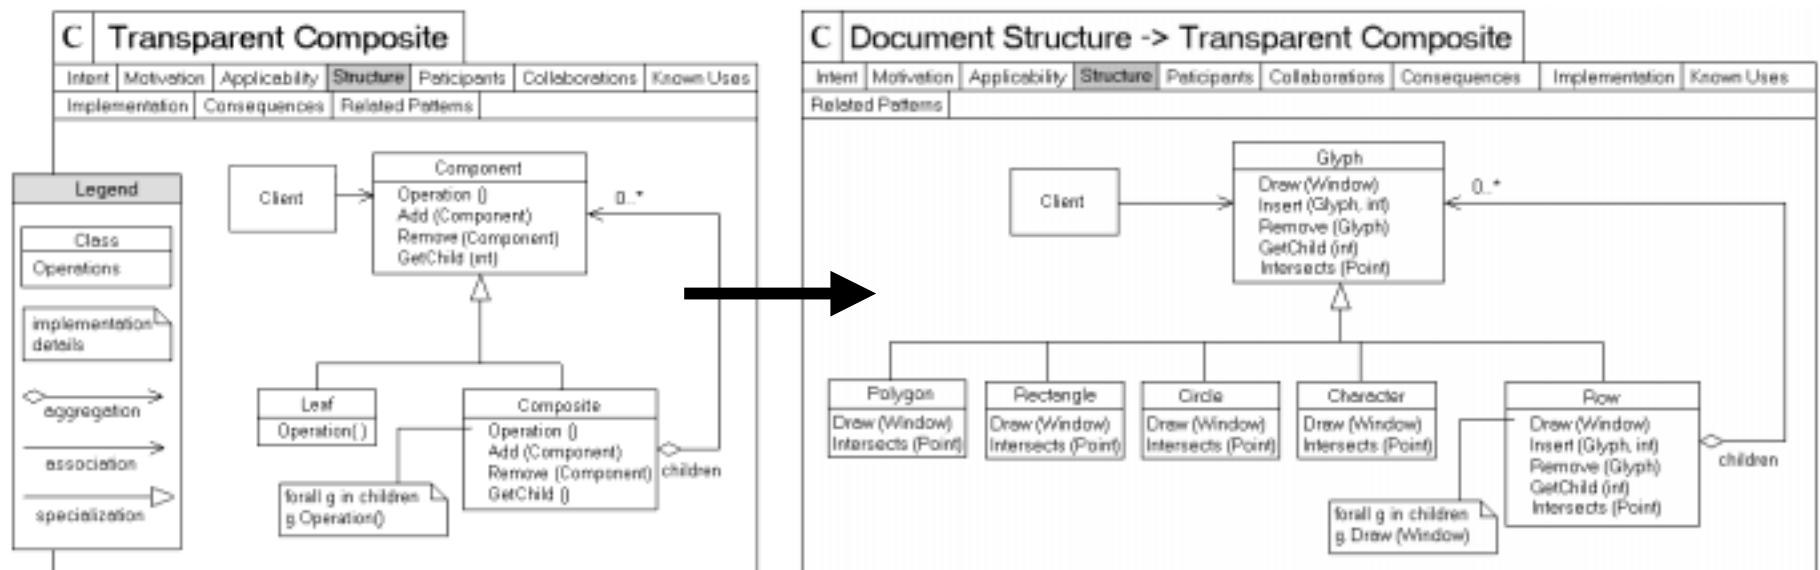 C Transparent Composite
Intent Motivation Applicability Structure Paticipants Collaborations Known Uses
Implementation Consequences Related Patterns
Legend
Class
Operations
implementation
details
aggregation
association
specialization
Client
Component
Operation ()
Add (Component)
Remove (Component)
GetChild (int)
0..*
Leaf
Operation( )
Composite
Operation ()
Add (Component)
Remove (Component)
GetChild ()
children
forall g in children
g Operation()
C Document Structure -> Transparent Composite
Intent Motivation Applicability Structure Paticipants Collaborations Consequences Implementation Known Uses
Related Patterns
Client
Glyph
Draw (Window)
Insert (Glyph, int)
Remove (Glyph)
GetChild (int)
Intersects (Point)
0..*
Polygon
Draw (Window)
Intersects (Point)
Rectangle
Draw (Window)
Intersects (Point)
Circle
Draw (Window)
Intersects (Point)
Character
Draw (Window)
Intersects (Point)
Row
Draw (Window)
Insert (Glyph, int)
Remove (Glyph)
GetChild (int)
Intersects (Point)
children
forall g in children
g. Draw (Window)